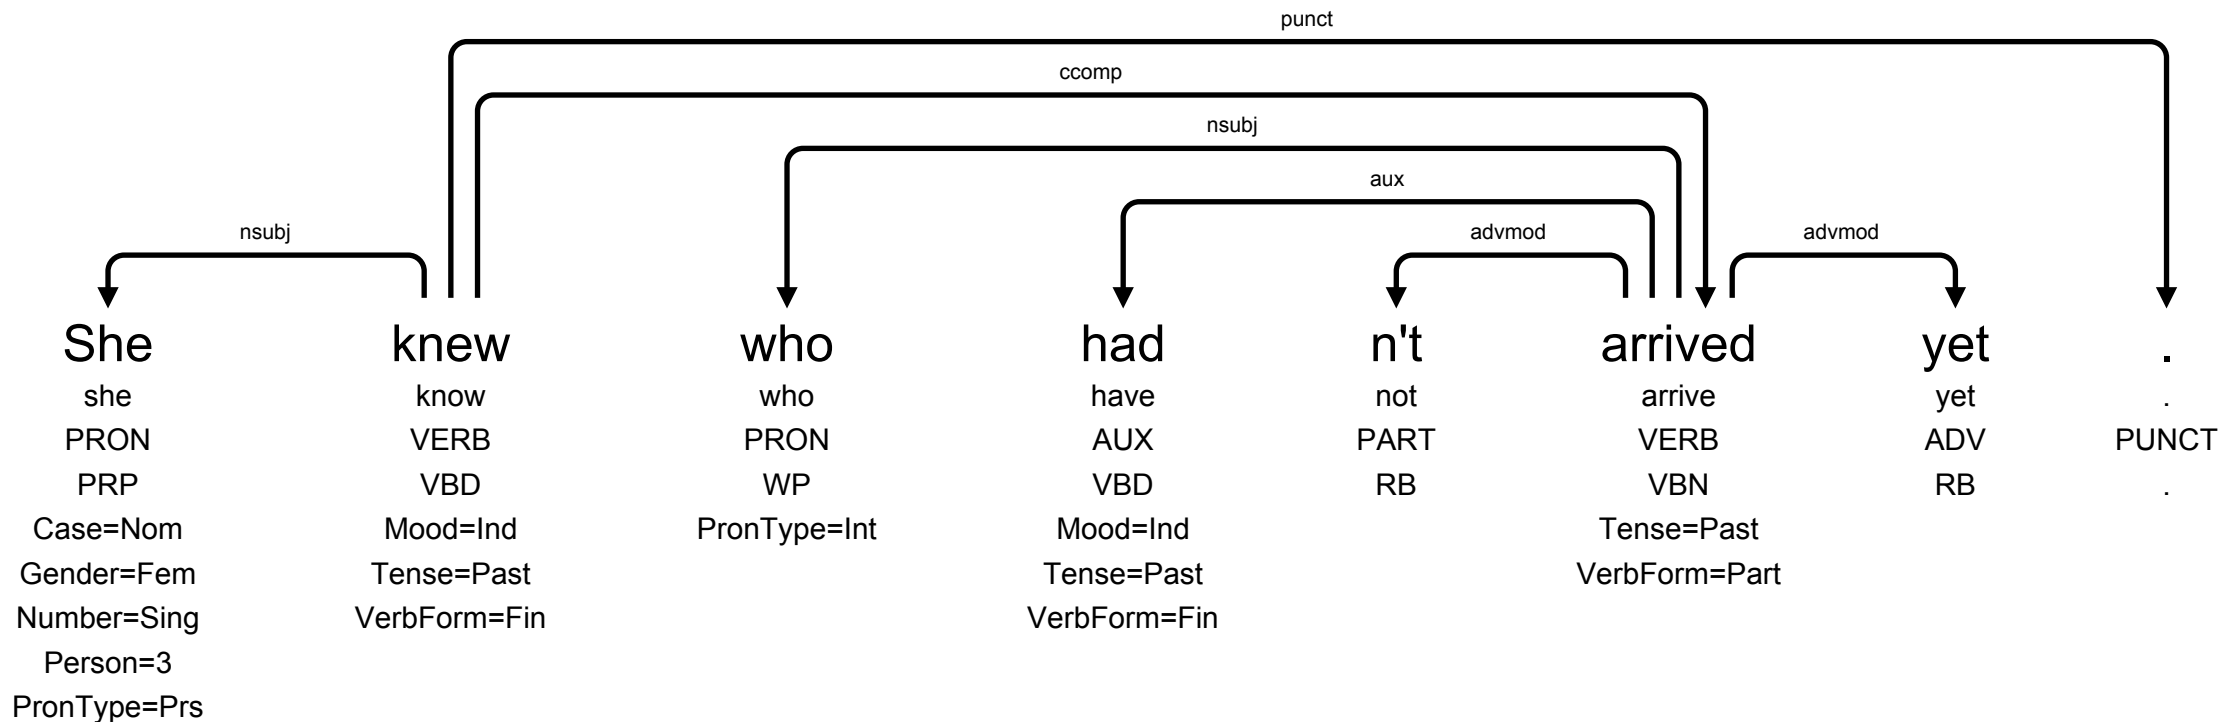 punct
ccomp
nsubj
aux
nsubj advmod advmod
She knew who had n't arrived yet .
she know who have not arrive yet .
PRON VERB PRON AUX PART VERB ADV PUNCT
PRP VBD WP VBD RB VBN RB .
Case=Nom Mood=Ind PronType=Int Mood=Ind Tense=Past
Gender=Fem Tense=Past Tense=Past VerbForm=Part
Number=Sing VerbForm=Fin VerbForm=Fin
Person=3
PronType=Prs